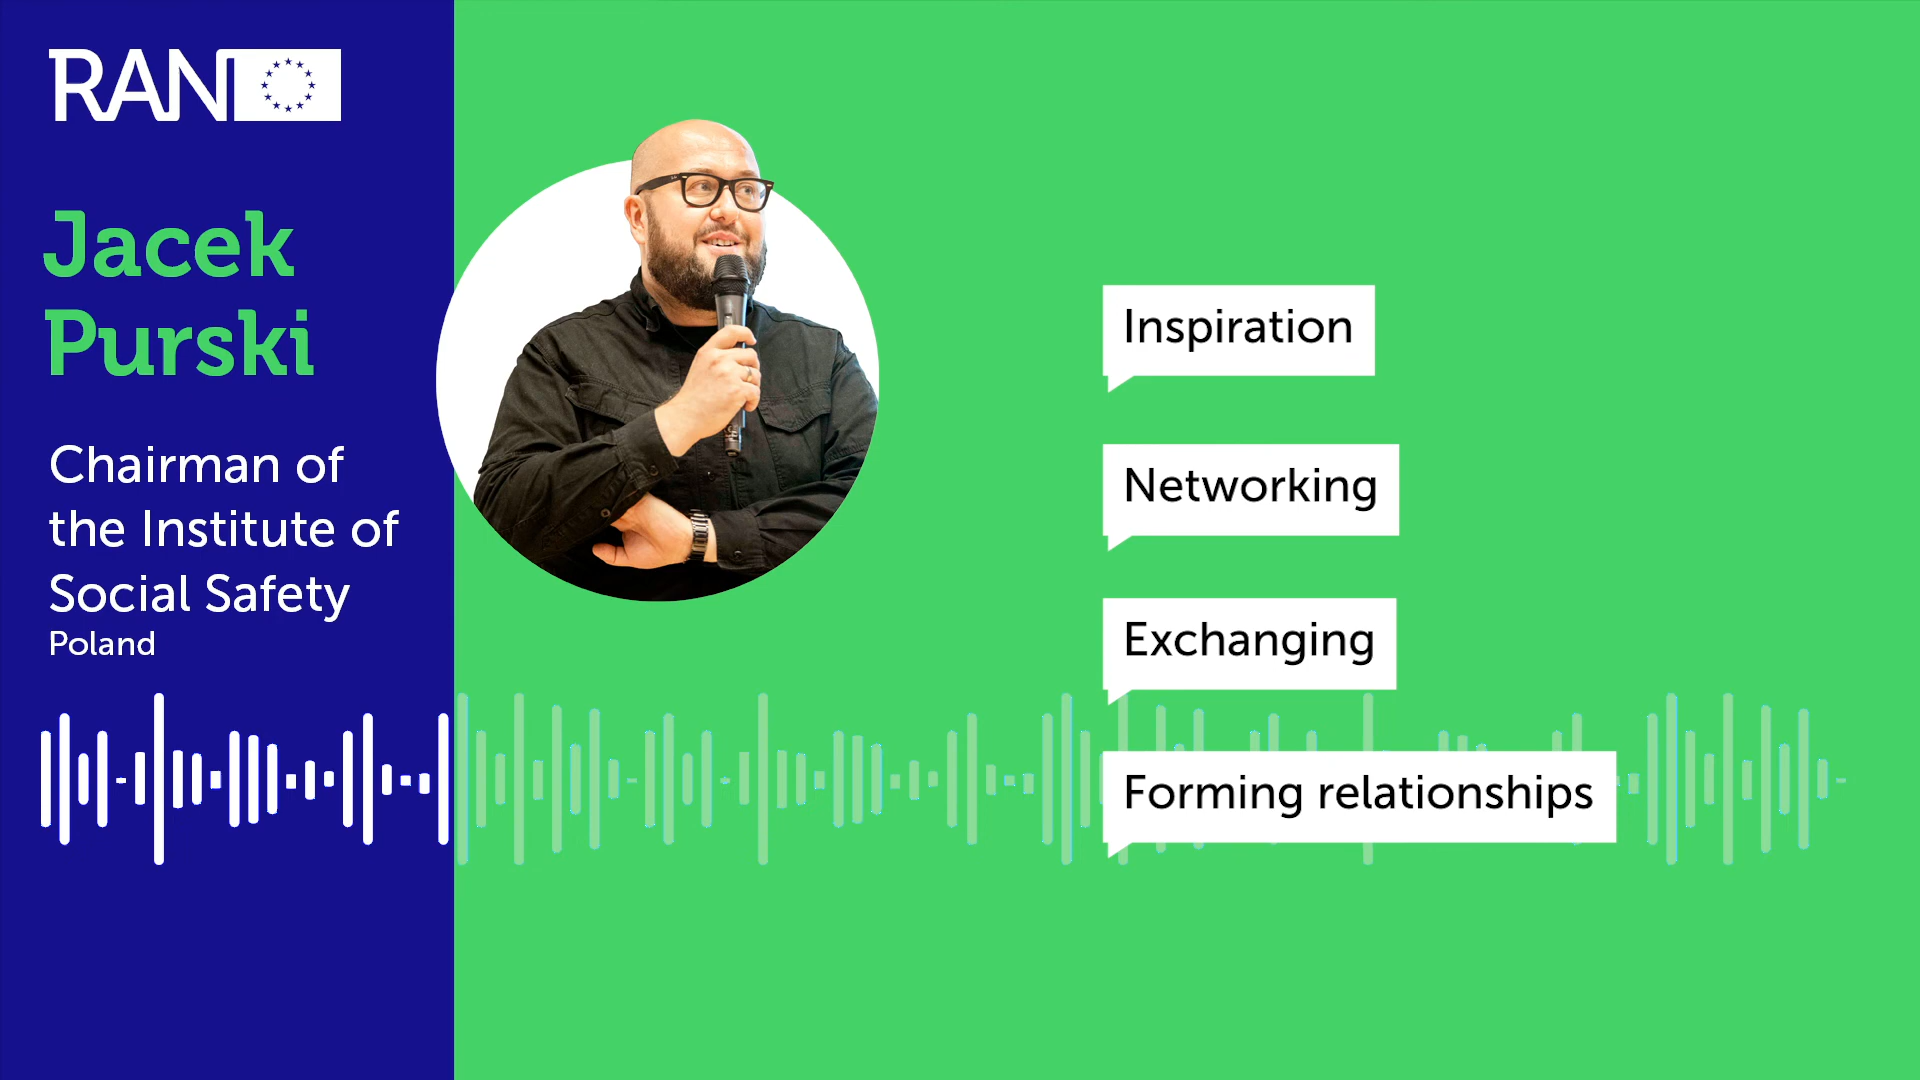 RAN
Jacek
Purski
Chairman of
the Institute of
Social Safety
Poland
Inspiration
Networking
Exchanging
Forming relationships